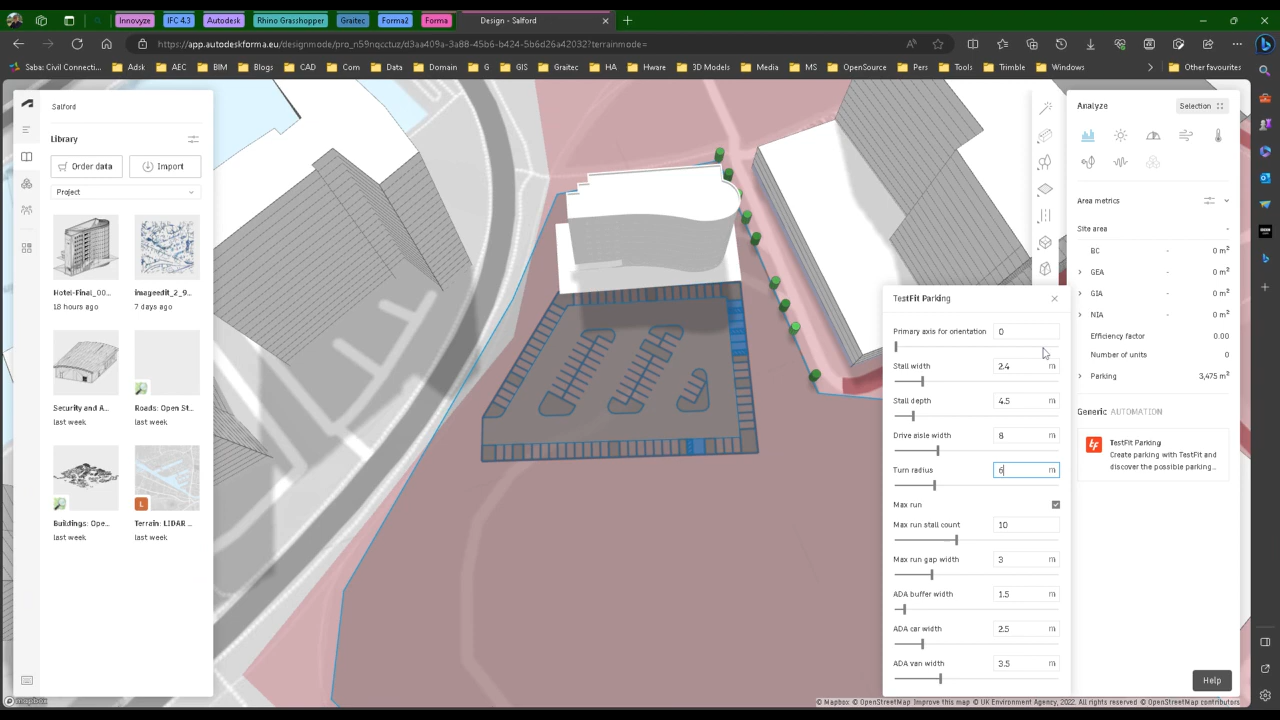 Innovyze
IFC 4.3
Autodesk
Rhino Grasshopper
Graitec
Forma2
Forma
Design - Salford
https://app.autodeskforma.eu/designmode/pro_n59nqcctuz/d3aa409a-3a88-45b6-b424-5b6d26a42032?terrainmode=
Saba: Civil Connecti...
Adsk
AEC
BIM
Blogs
CAD
Com
Data
Domain
G
GIS
Graitec
HA
Hware
3D Models
Media
MS
OpenSource
Pers
Tools
Trimble
Windows
Other favourites
Salford
Library
Order data
Import
Project
Hotel-Final_00...
18 hours ago
imageedit_2_9...
7 days ago
Security and A...
last week
Roads: Open St...
last week
Buildings: Ope...
last week
L
Terrain: LIDAR ...
last week
mapbox
TestFit Parking
Primary axis for orientation 0
Stall width 2.4 m
Stall depth 4.5 m
Drive aisle width 8 m
Turn radius 6 m
Max run
Max run stall count 10
Max run gap width 3 m
ADA buffer width 1.5 m
ADA car width 2.5 m
ADA van width 3.5 m
Analyze
Selection
Area metrics
Site area -
BC - 0 m²
GEA - 0 m²
GIA - 0 m²
NIA - 0 m²
Efficiency factor 0.00
Number of units 0
Parking 3,475 m²
Generic AUTOMATION
TestFit Parking
Create parking with TestFit and
discover the possible parking...
Help
© Mapbox © OpenStreetMap Improve this map © UK Environment Agency, 2022. All rights reserved © OpenStreetMap contributors